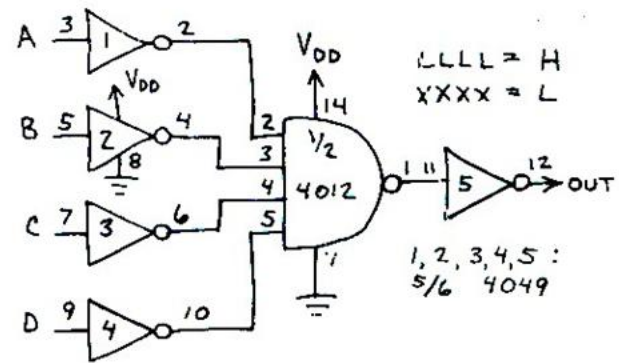 A 3 1 2
VDD
B 5 2 4
8
C 7 3 6
D 9 4 10
VDD
14
2
3
4
5
1/2
4012
7
1 11 5 12 OUT
LLLL = H
XXXX = L
1, 2, 3, 4, 5 :
5/6 4049